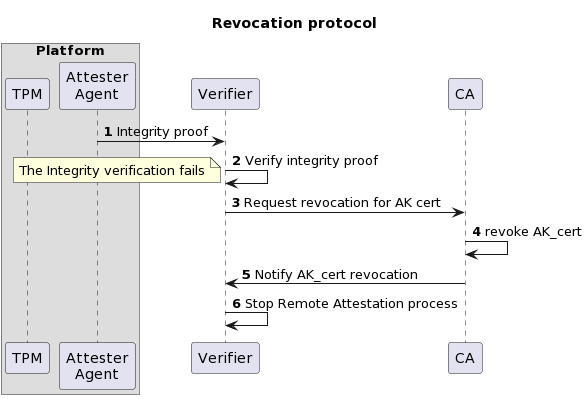 Revocation protocol
Platform
TPM
Attester
Agent
Verifier
CA
1 Integrity proof
The Integrity verification fails
2 Verify integrity proof
3 Request revocation for AK cert
4 revoke AK_cert
5 Notify AK_cert revocation
6 Stop Remote Attestation process
TPM
Attester
Agent
Verifier
CA